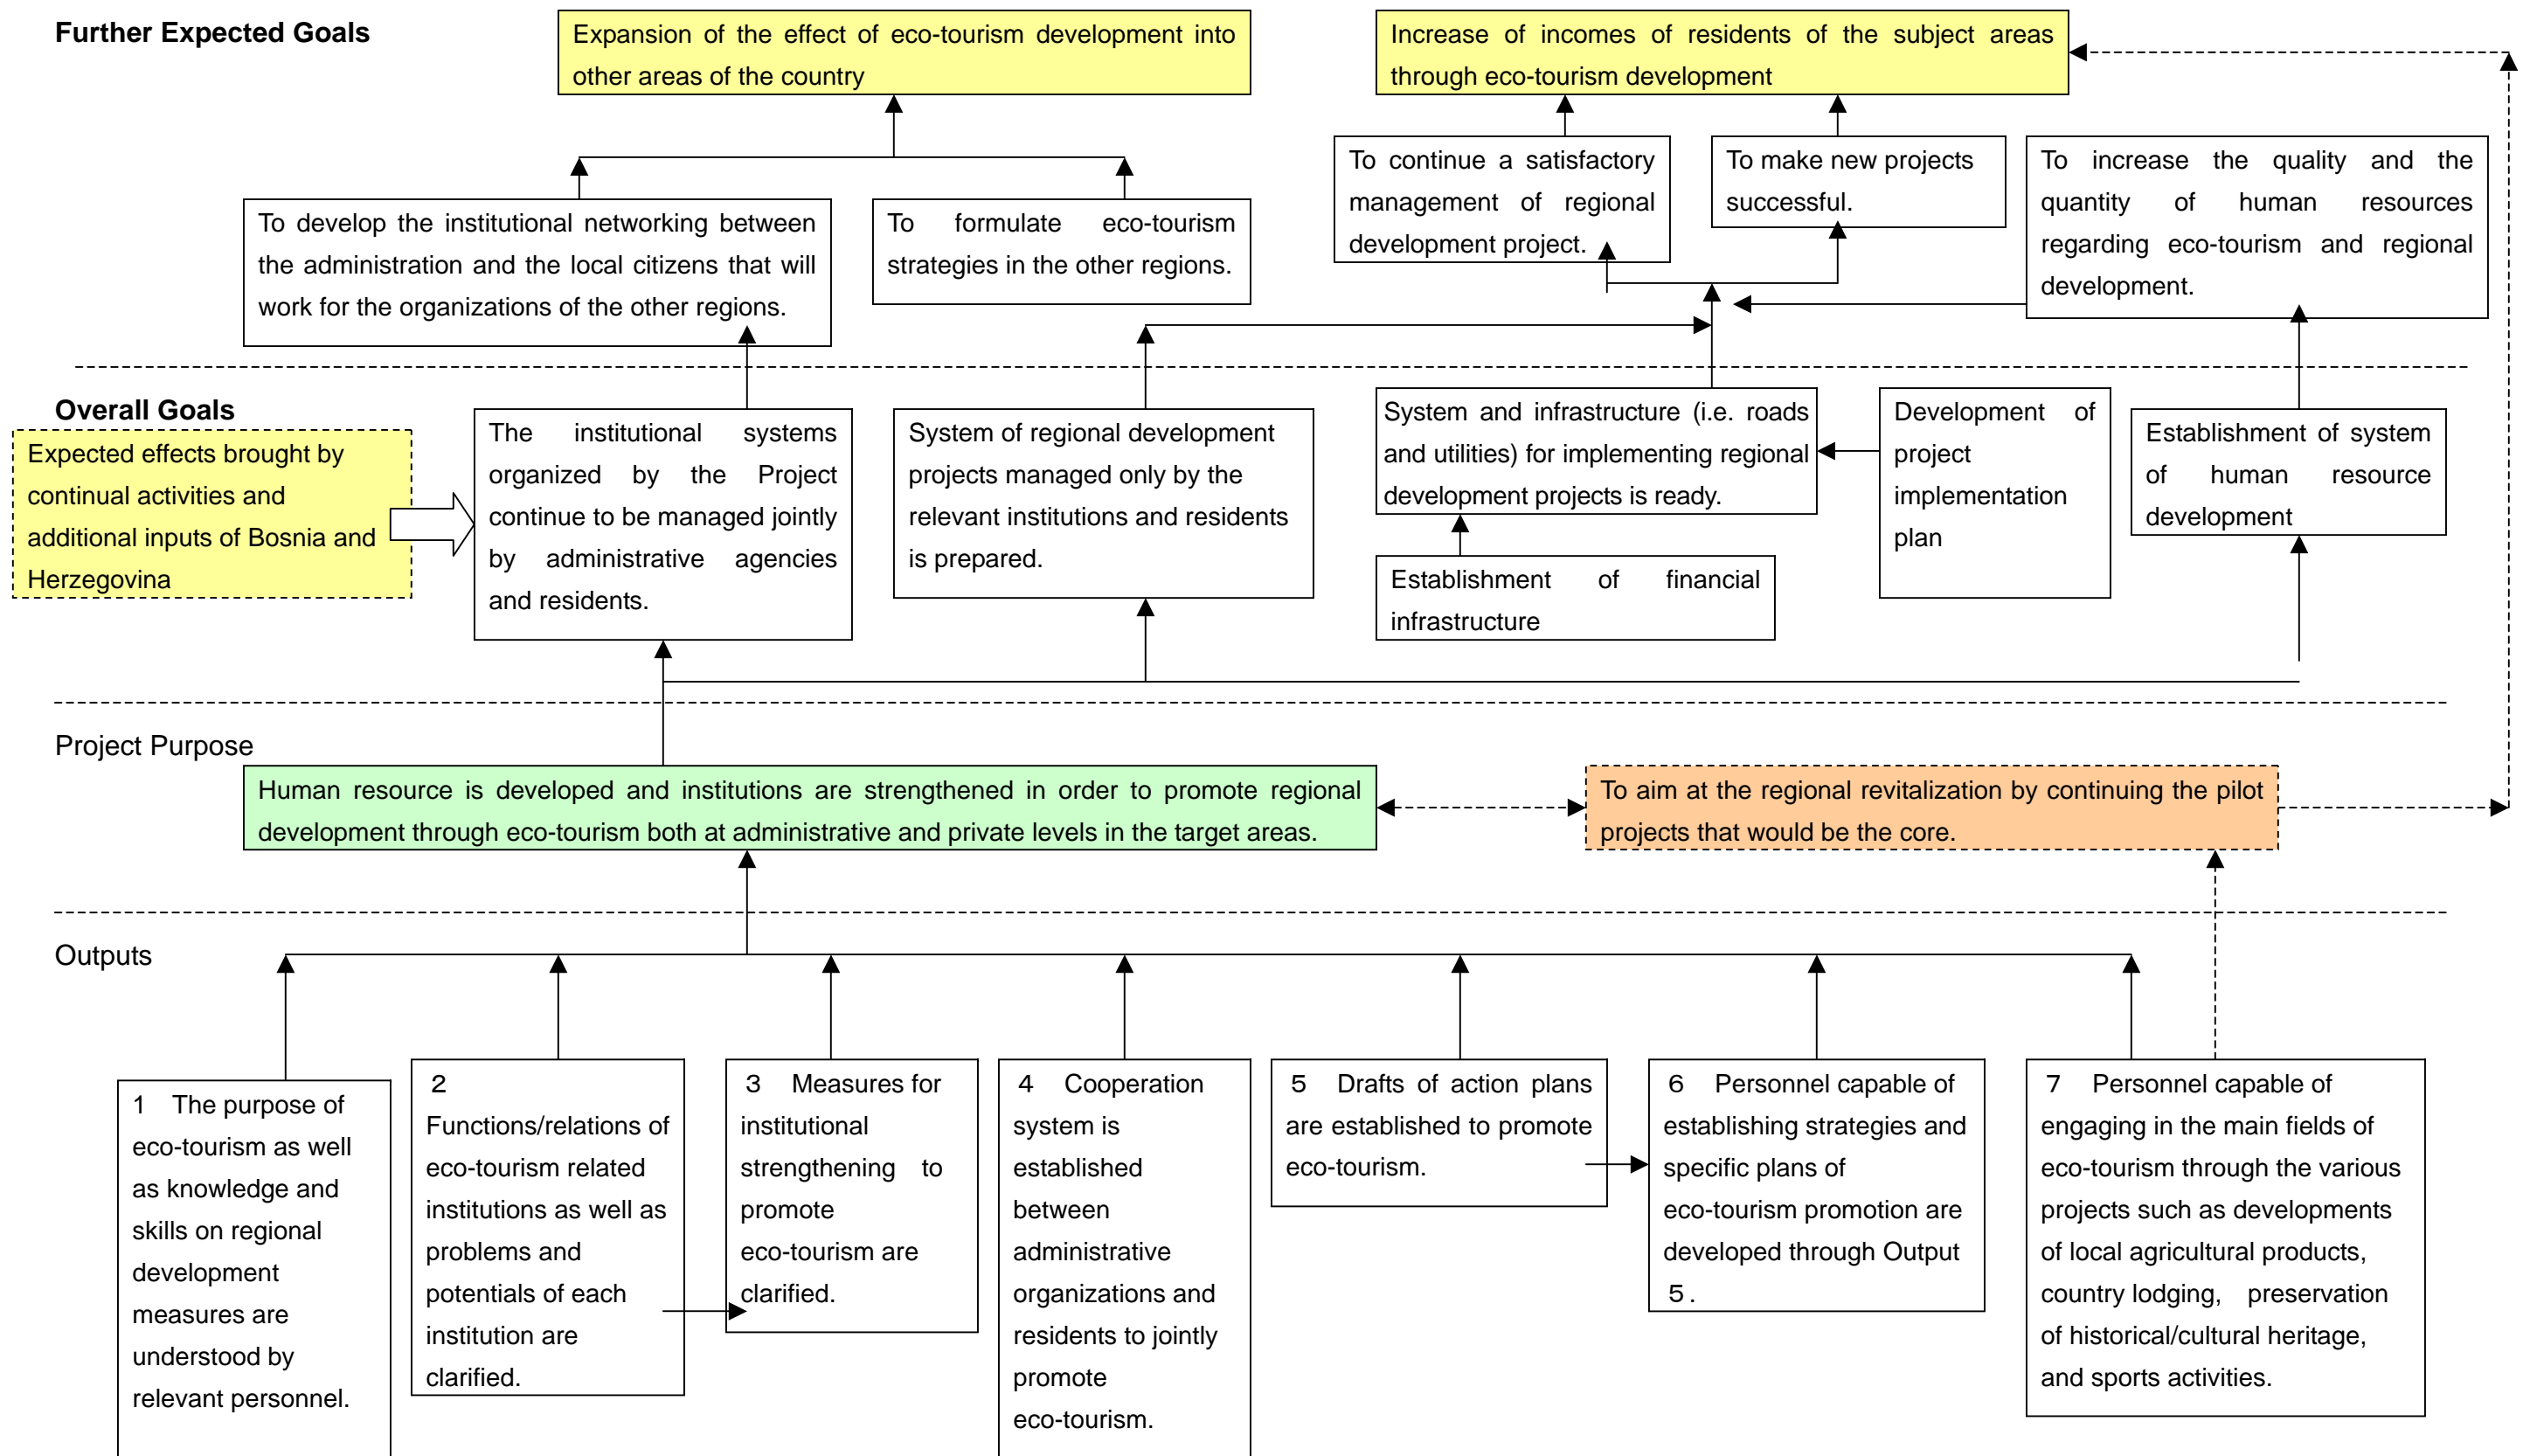 Further Expected Goals
Expansion of the effect of eco-tourism development into
other areas of the country
Increase of incomes of residents of the subject areas
through eco-tourism development
To develop the institutional networking between
the administration and the local citizens that will
work for the organizations of the other regions.
To formulate eco-tourism
strategies in the other regions.
To continue a satisfactory
management of regional
development project.
To make new projects
successful.
To increase the quality and the
quantity of human resources
regarding eco-tourism and regional
development.
Overall Goals
Expected effects brought by
continual activities and
additional inputs of Bosnia and
Herzegovina
The institutional systems
organized by the Project
continue to be managed jointly
by administrative agencies
and residents.
System of regional development
projects managed only by the
relevant institutions and residents
is prepared.
System and infrastructure (i.e. roads
and utilities) for implementing regional
development projects is ready.
Establishment of financial
infrastructure
Development of
project
implementation
plan
Establishment of system
of human resource
development
Project Purpose
Human resource is developed and institutions are strengthened in order to promote regional
development through eco-tourism both at administrative and private levels in the target areas.
To aim at the regional revitalization by continuing the pilot
projects that would be the core.
Outputs
1 The purpose of
eco-tourism as well
as knowledge and
skills on regional
development
measures are
understood by
relevant personnel.
2
Functions/relations of
eco-tourism related
institutions as well as
problems and
potentials of each
institution are
clarified.
3 Measures for
institutional
strengthening to
promote
eco-tourism are
clarified.
4 Cooperation
system is
established
between
administrative
organizations and
residents to jointly
promote
eco-tourism.
5 Drafts of action plans
are established to promote
eco-tourism.
6 Personnel capable of
establishing strategies and
specific plans of
eco-tourism promotion are
developed through Output
５.
7 Personnel capable of
engaging in the main fields of
eco-tourism through the various
projects such as developments
of local agricultural products,
country lodging, preservation
of historical/cultural heritage,
and sports activities.